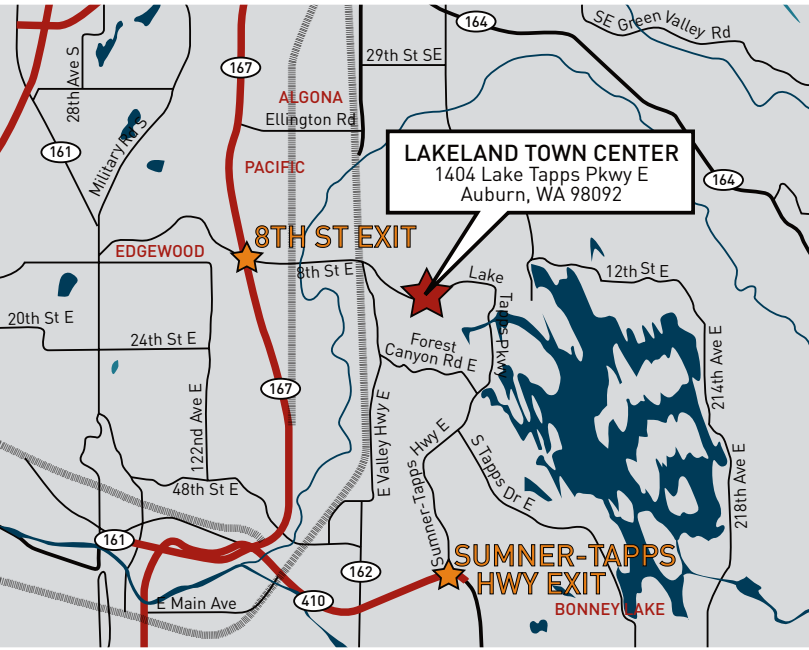 164
SE Green Valley Rd
28th Ave S
29th St SE
167
ALGONA
Ellington Rd
161
Military Rd S
PACIFIC
LAKELAND TOWN CENTER
1404 Lake Tapps Pkwy E
Auburn, WA 98092
164
EDGEWOOD
8TH ST EXIT
8th St E
Lake
Tapps Pkwy
12th St E
20th St E
24th St E
Forest
Canyon Rd E
214th Ave E
167
122nd Ave E
E Valley Hwy E
Sumner-Tapps Hwy E
S Tapps Dr E
218th Ave E
48th St E
161
162
SUMNER-TAPPS
HWY EXIT
410
E Main Ave
BONNEY LAKE